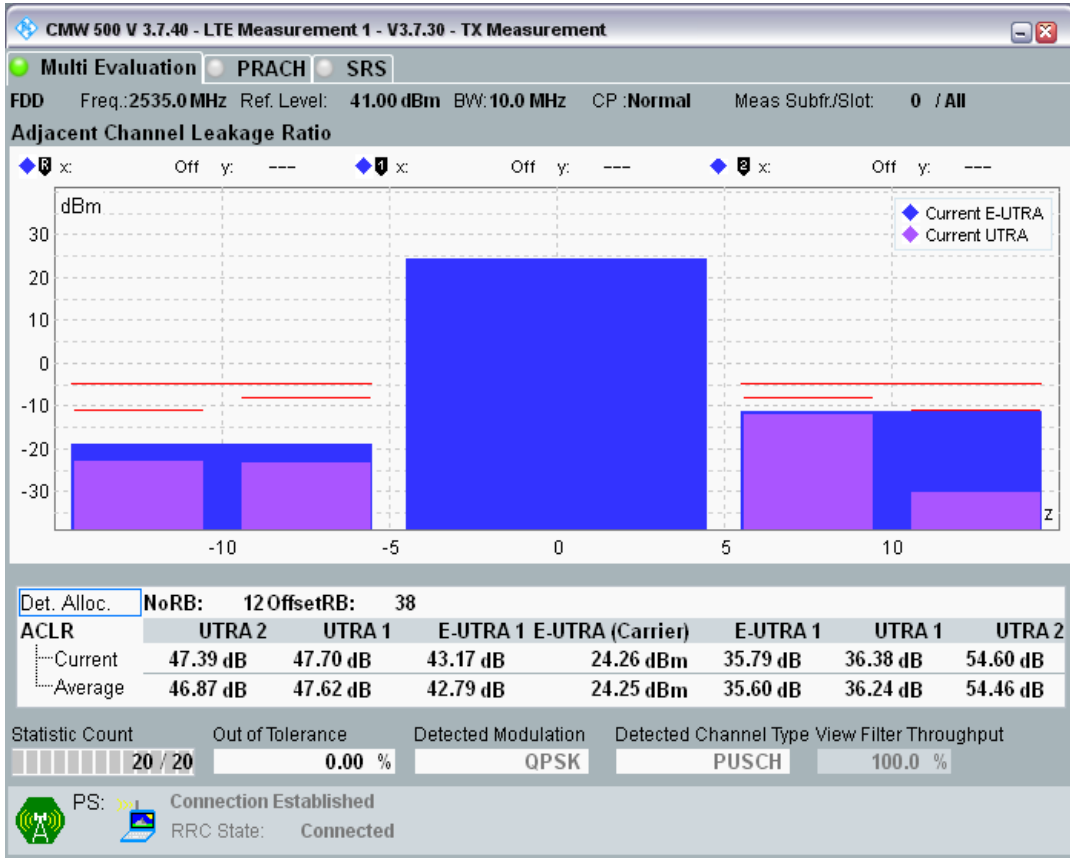 CMW 500 V 3.7.40 - LTE Measurement 1 - V3.7.30 - TX Measurement
Multi Evaluation PRACH SRS
FDD Freq.:2535.0 MHz Ref. Level: 41.00 dBm BW: 10.0 MHz CP :Normal Meas Subfr./Slot: 0 / All
Adjacent Channel Leakage Ratio
R x: Off y: --- 1 x: Off y: --- 2 x: Off y: ---
dBm
Current E-UTRA
Current UTRA
30
20
10
0
-10
-20
-30
z
-10 -5 0 5 10
Det. Alloc. NoRB: 12 OffsetRB: 38
ACLR UTRA 2 UTRA 1 E-UTRA 1 E-UTRA (Carrier) E-UTRA 1 UTRA 1 UTRA 2
Current 47.39 dB 47.70 dB 43.17 dB 24.26 dBm 35.79 dB 36.38 dB 54.60 dB
Average 46.87 dB 47.62 dB 42.79 dB 24.25 dBm 35.60 dB 36.24 dB 54.46 dB
Statistic Count Out of Tolerance Detected Modulation Detected Channel Type View Filter Throughput
20 / 20 0.00 % QPSK PUSCH 100.0 %
PS: Connection Established
RRC State: Connected